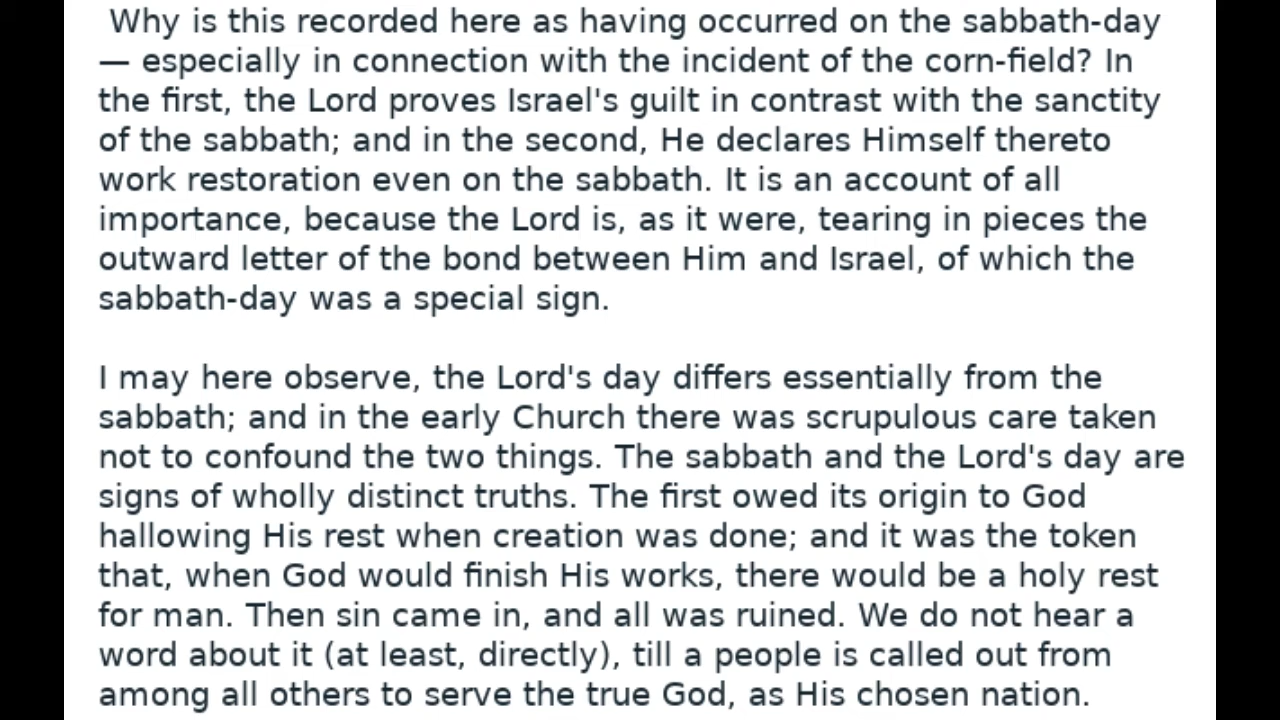 Why is this recorded here as having occurred on the sabbath-day
— especially in connection with the incident of the corn-field? In
the first, the Lord proves Israel's guilt in contrast with the sanctity
of the sabbath; and in the second, He declares Himself thereto
work restoration even on the sabbath. It is an account of all
importance, because the Lord is, as it were, tearing in pieces the
outward letter of the bond between Him and Israel, of which the
sabbath-day was a special sign.
I may here observe, the Lord's day differs essentially from the
sabbath; and in the early Church there was scrupulous care taken
not to confound the two things. The sabbath and the Lord's day are
signs of wholly distinct truths. The first owed its origin to God
hallowing His rest when creation was done; and it was the token
that, when God would finish His works, there would be a holy rest
for man. Then sin came in, and all was ruined. We do not hear a
word about it (at least, directly), till a people is called out from
among all others to serve the true God, as His chosen nation.